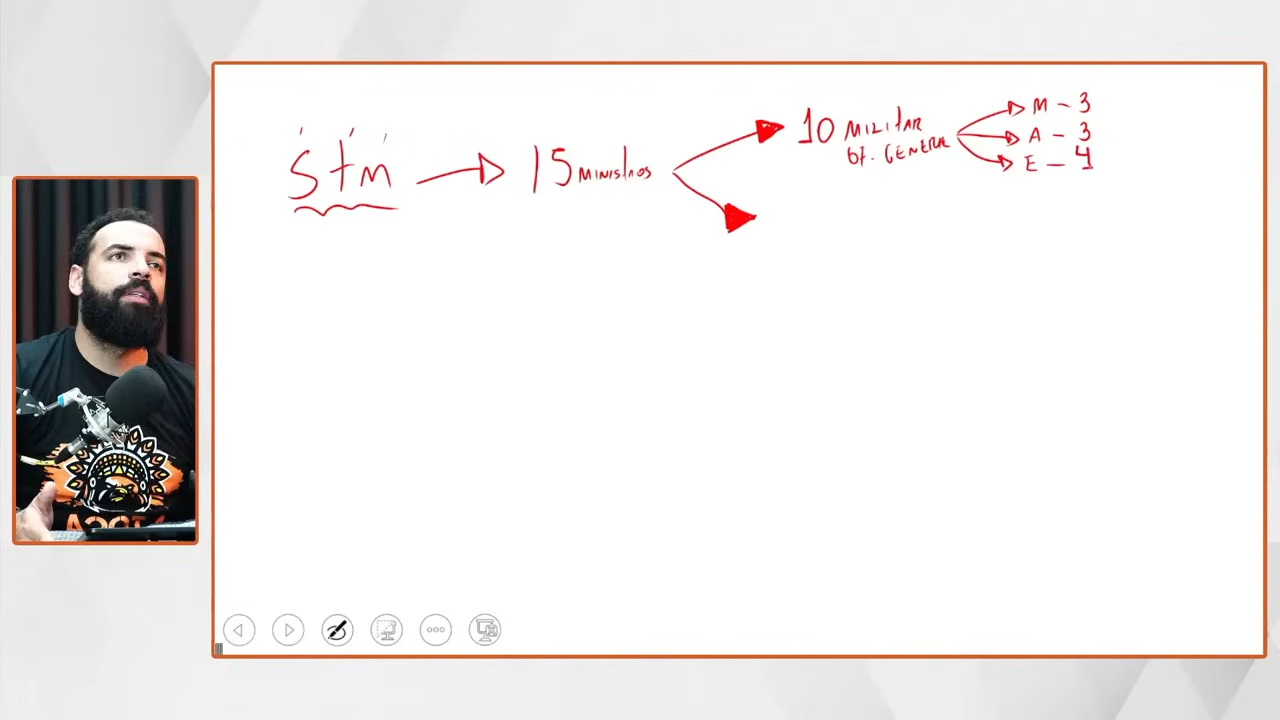 STM → 15 ministros
10 MILITAR
Of. GENERAL
M - 3
A - 3
E - 4